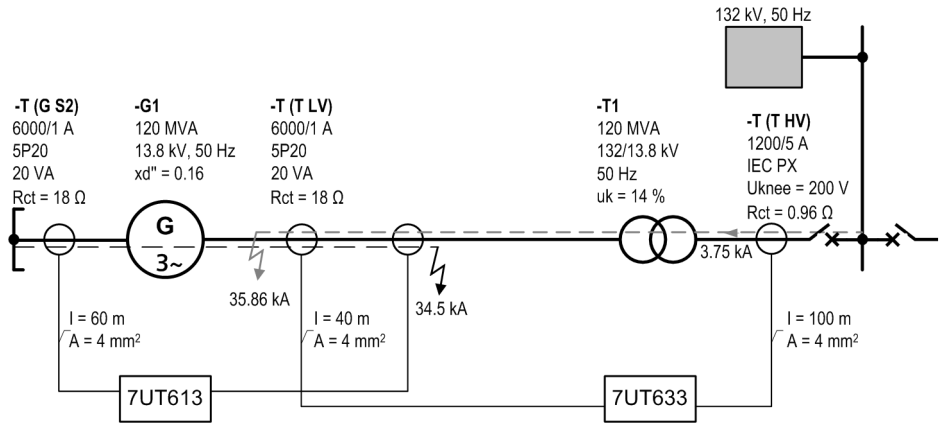 132 kV, 50 Hz
-T (G S2)
6000/1 A
5P20
20 VA
Rct = 18 Ω
-G1
120 MVA
13.8 kV, 50 Hz
xd" = 0.16
-T (T LV)
6000/1 A
5P20
20 VA
Rct = 18 Ω
-T1
120 MVA
132/13.8 kV
50 Hz
uk = 14 %
-T (T HV)
1200/5 A
IEC PX
Uknee = 200 V
Rct = 0.96 Ω
G
3~
3.75 kA
35.86 kA
34.5 kA
l = 60 m
A = 4 mm²
l = 40 m
A = 4 mm²
l = 100 m
A = 4 mm²
7UT613
7UT633